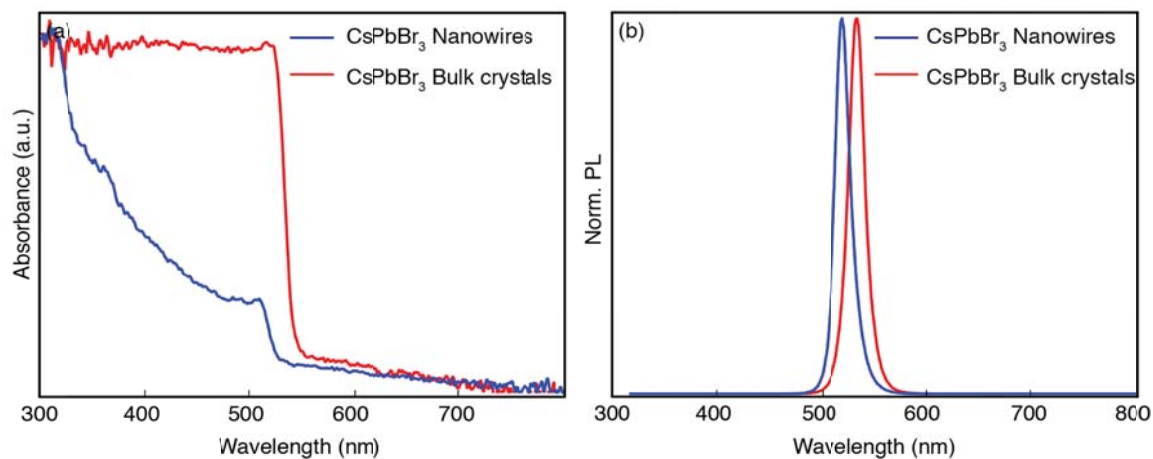 (a)
CsPbBr₃ Nanowires
CsPbBr₃ Bulk crystals
Absorbance (a.u.)
300 400 500 600 700
Wavelength (nm)
(b)
CsPbBr₃ Nanowires
CsPbBr₃ Bulk crystals
Norm. PL
300 400 500 600 700 800
Wavelength (nm)